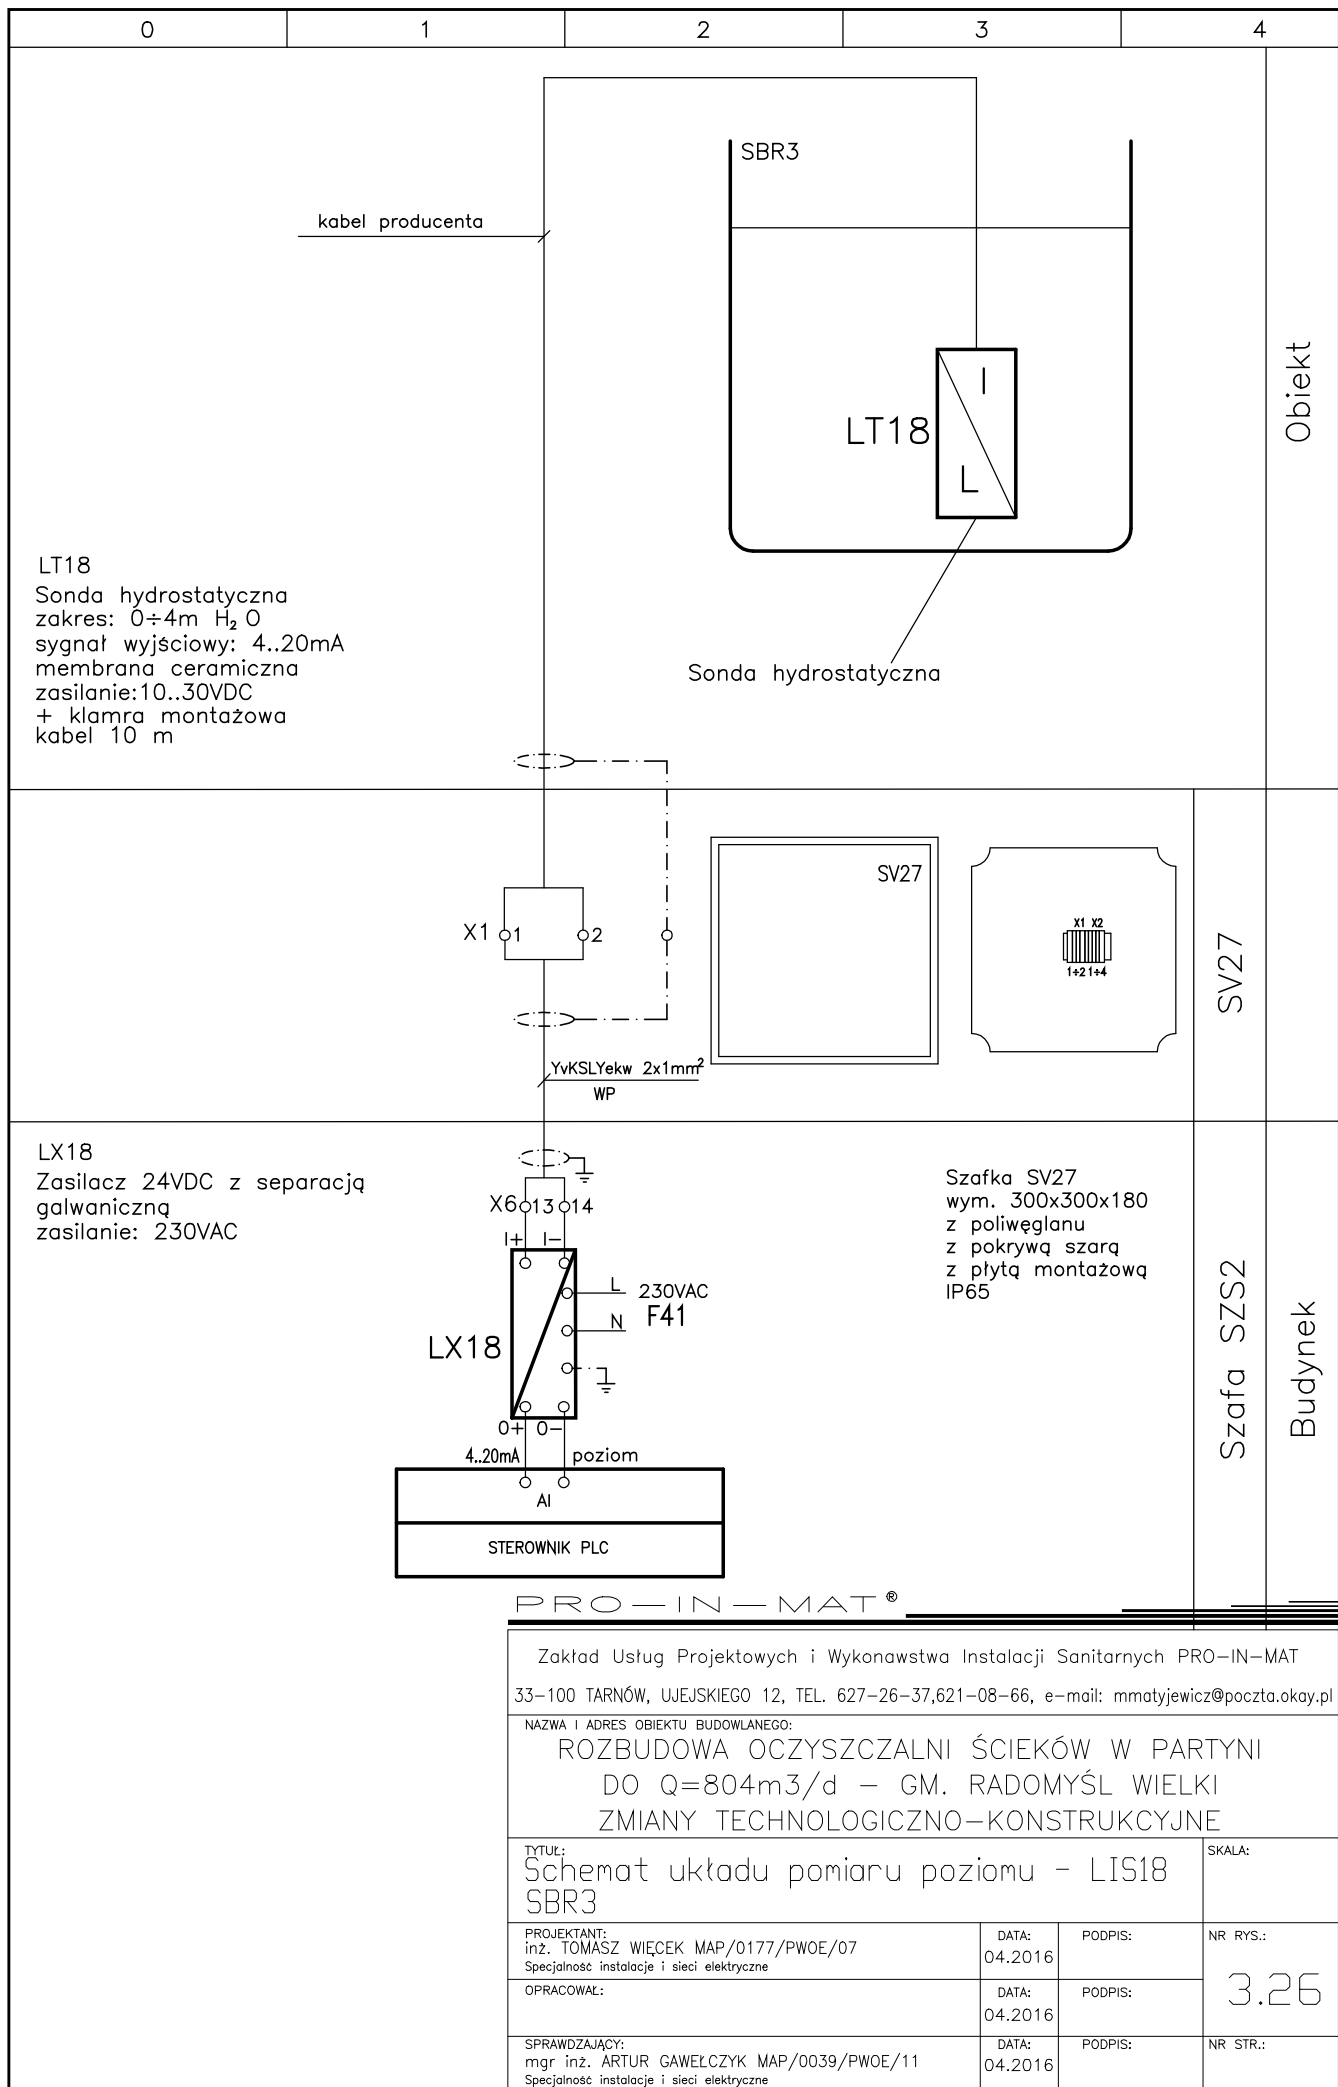 0 1 2 3 4
SBR3
kabel producenta
I
LT18
L
Obiekt
LT18
Sonda hydrostatyczna
zakres: 0÷4m H₂O
sygnał wyjściowy: 4..20mA
membrana ceramiczna
zasilanie:10..30VDC
+ klamra montażowa
kabel 10 m
Sonda hydrostatyczna
SV27
X1 1 2
X1 X2
1÷2 1÷4
SV27
YvKSLYekw 2x1mm²
WP
LX18
Zasilacz 24VDC z separacją
galwaniczną
zasilanie: 230VAC
X6 13 14
I+ I-
L 230VAC
F41
N
LX18
O+ O-
4..20mA poziom
AI
STEROWNIK PLC
Szafka SV27
wym. 300x300x180
z poliwęglanu
z pokrywą szarą
z płytą montażową
IP65
Szafa SZS2
Budynek
PRO-IN-MAT®
Zakład Usług Projektowych i Wykonawstwa Instalacji Sanitarnych PRO-IN-MAT
33-100 TARNÓW, UJEJSKIEGO 12, TEL. 627-26-37,621-08-66, e-mail: mmatyjewicz@poczta.okay.pl
NAZWA I ADRES OBIEKTU BUDOWLANEGO:
ROZBUDOWA OCZYSZCZALNI ŚCIEKÓW W PARTYNI
DO Q=804m3/d - GM. RADOMYŚL WIELKI
ZMIANY TECHNOLOGICZNO-KONSTRUKCYJNE
TYTUŁ:
Schemat układu pomiaru poziomu - LIS18
SBR3
SKALA:
PROJEKTANT:
inż. TOMASZ WIĘCEK MAP/0177/PWOE/07
Specjalność instalacje i sieci elektryczne
DATA:
04.2016
PODPIS:
NR RYS.:
3.26
OPRACOWAŁ:
DATA:
04.2016
PODPIS:
SPRAWDZAJĄCY:
mgr inż. ARTUR GAWEŁCZYK MAP/0039/PWOE/11
Specjalność instalacje i sieci elektryczne
DATA:
04.2016
PODPIS:
NR STR.: